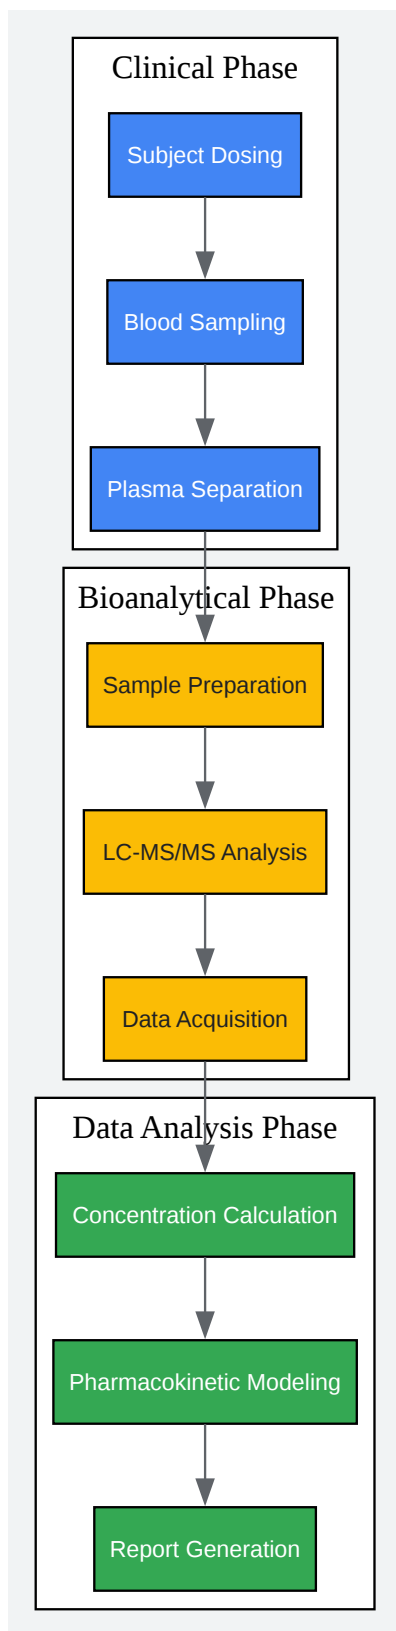 Clinical Phase
Subject Dosing
Blood Sampling
Plasma Separation
Bioanalytical Phase
Sample Preparation
LC-MS/MS Analysis
Data Acquisition
Data Analysis Phase
Concentration Calculation
Pharmacokinetic Modeling
Report Generation